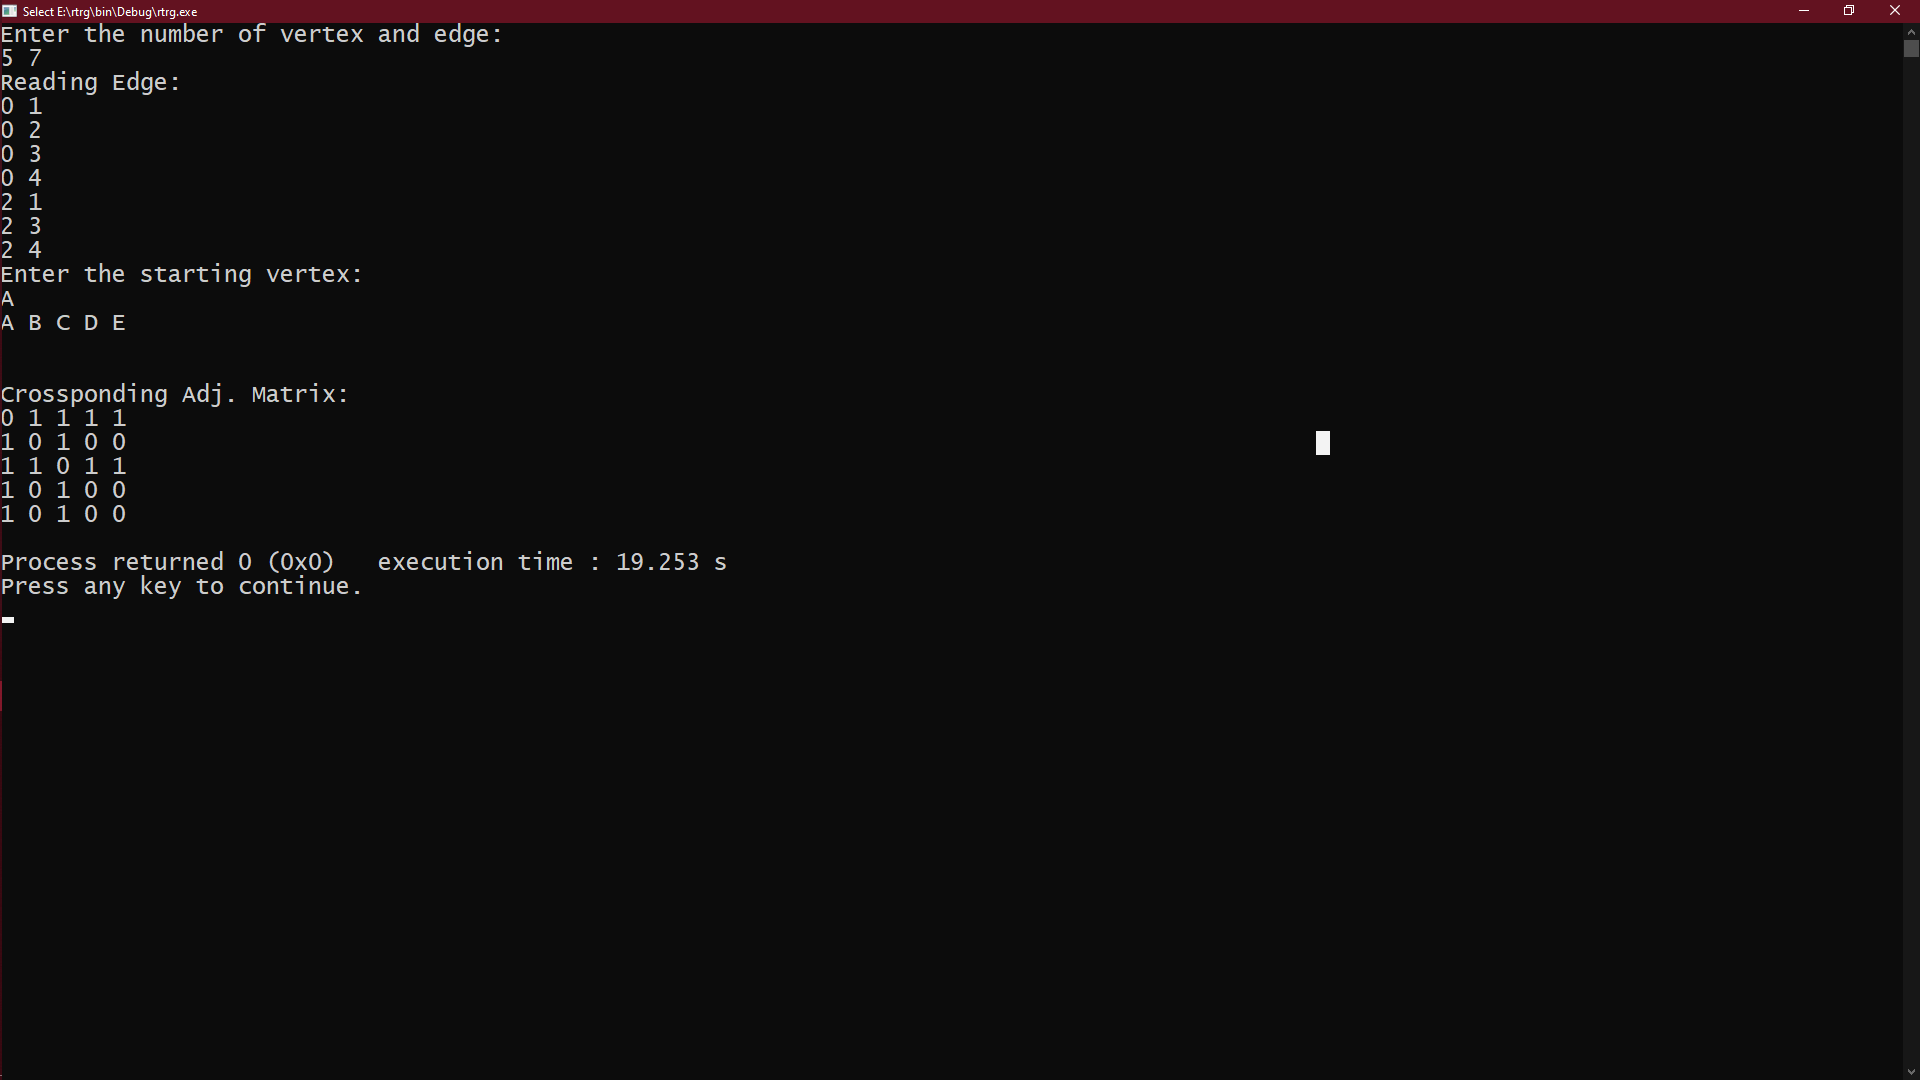 Select E:\rtrg\bin\Debug\rtrg.exe
Enter the number of vertex and edge:
5 7
Reading Edge:
0 1
0 2
0 3
0 4
2 1
2 3
2 4
Enter the starting vertex:
A
A B C D E
Crossponding Adj. Matrix:
0 1 1 1 1
1 0 1 0 0
1 1 0 1 1
1 0 1 0 0
1 0 1 0 0
Process returned 0 (0x0)   execution time : 19.253 s
Press any key to continue.